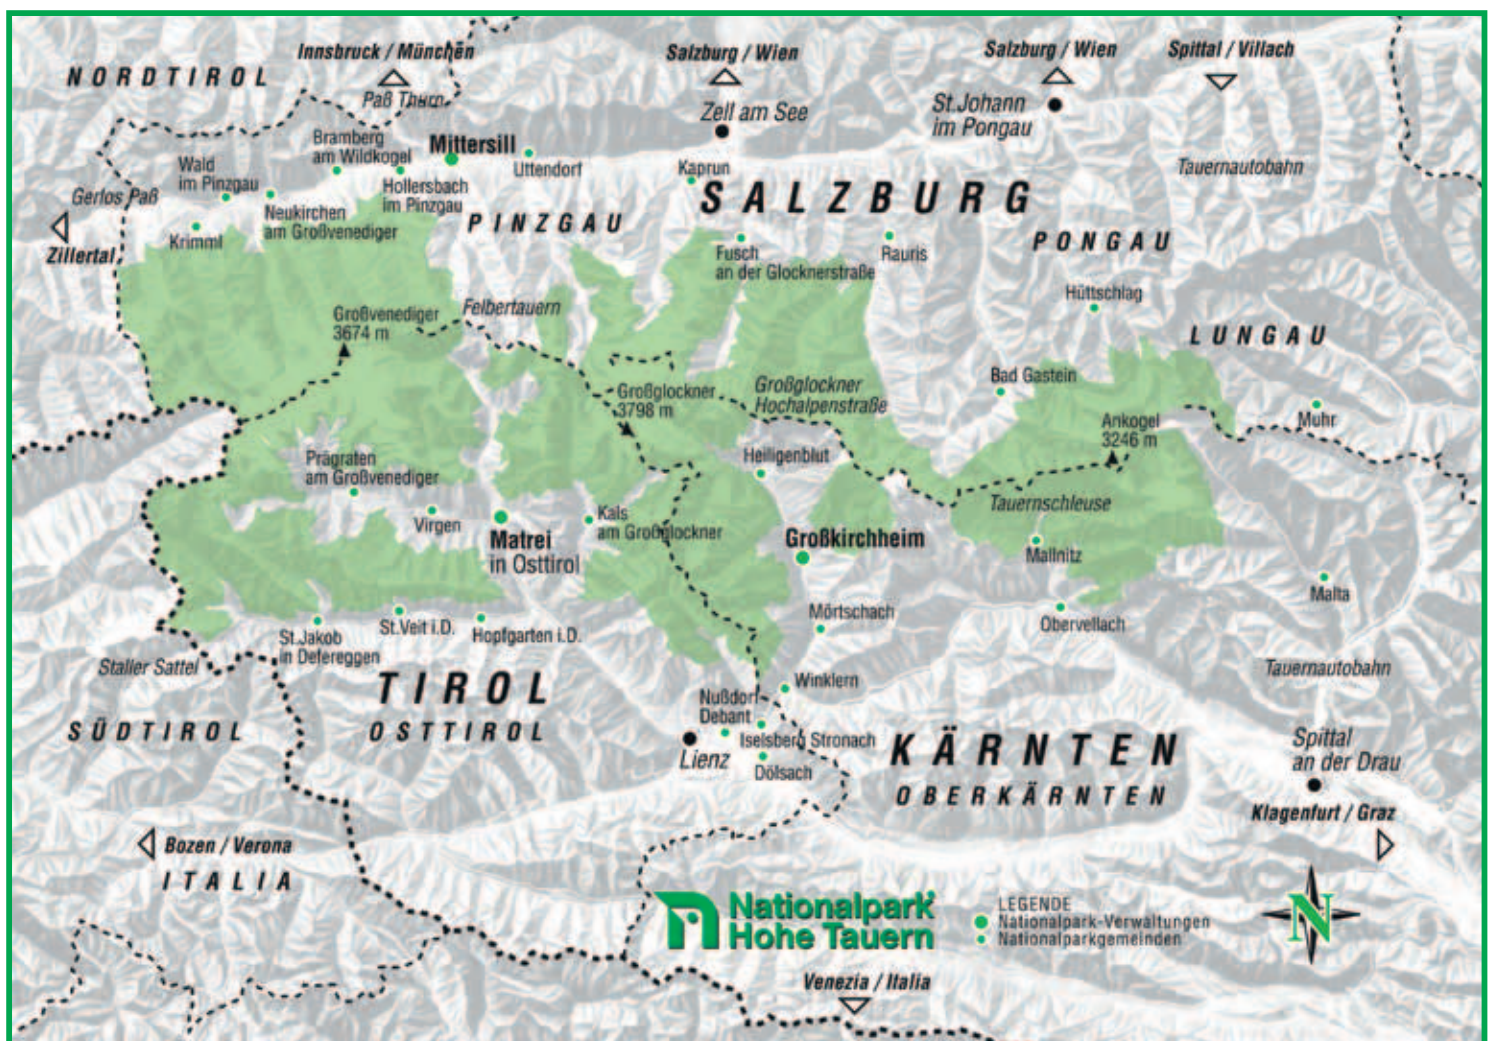 Innsbruck / München
Salzburg / Wien
Salzburg / Wien
Spittal / Villach
NORDTIROL
Paß Thurn
Zell am See
St.Johann
im Pongau
Bramberg
am Wildkogel
Mittersill
Uttendorf
Wald
im Pinzgau
Kaprun
Tauernautobahn
Gerlos Paß
Hollersbach
im Pinzgau
SALZBURG
Neukirchen
am Großvenediger
PINZGAU
Krimml
Zillertal
Fusch
an der Glocknerstraße
Rauris
PONGAU
Hüttschlag
Großvenediger
3674 m
Felbertauern
LUNGAU
Großglockner
3798 m
Großglockner
Hochalpenstraße
Bad Gastein
Ankogel
3246 m
Muhr
Prägraten
am Großvenediger
Heiligenblut
Tauernschleuse
Virgen
Matrei
in Osttirol
Kals
am Großglockner
Großkirchheim
Mallnitz
Malta
St.Jakob
in Defereggen
St.Veit i.D.
Hopfgarten i.D.
Mörtschach
Obervellach
Staller Sattel
TIROL
OSTTIROL
Winklern
Tauernautobahn
SÜDTIROL
Nußdorf
Debant
Iselsberg Stronach
Lienz
Dölsach
KÄRNTEN
OBERKÄRNTEN
Spittal
an der Drau
Klagenfurt / Graz
Bozen / Verona
ITALIA
Nationalpark
Hohe Tauern
LEGENDE
Nationalpark-Verwaltungen
Nationalparkgemeinden
N
Venezia / Italia